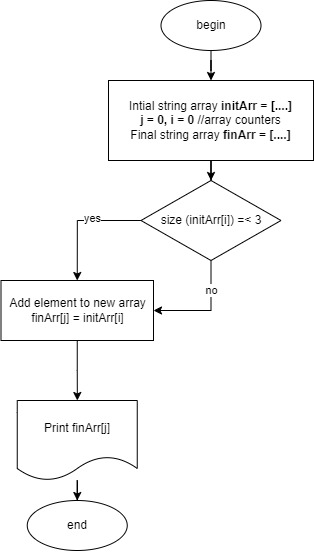 begin
Intial string array initArr = [....]
j = 0, i = 0 //array counters
Final string array finArr = [....]
size (initArr[i]) =< 3
yes
no
Add element to new array
finArr[j] = initArr[i]
Print finArr[j]
end